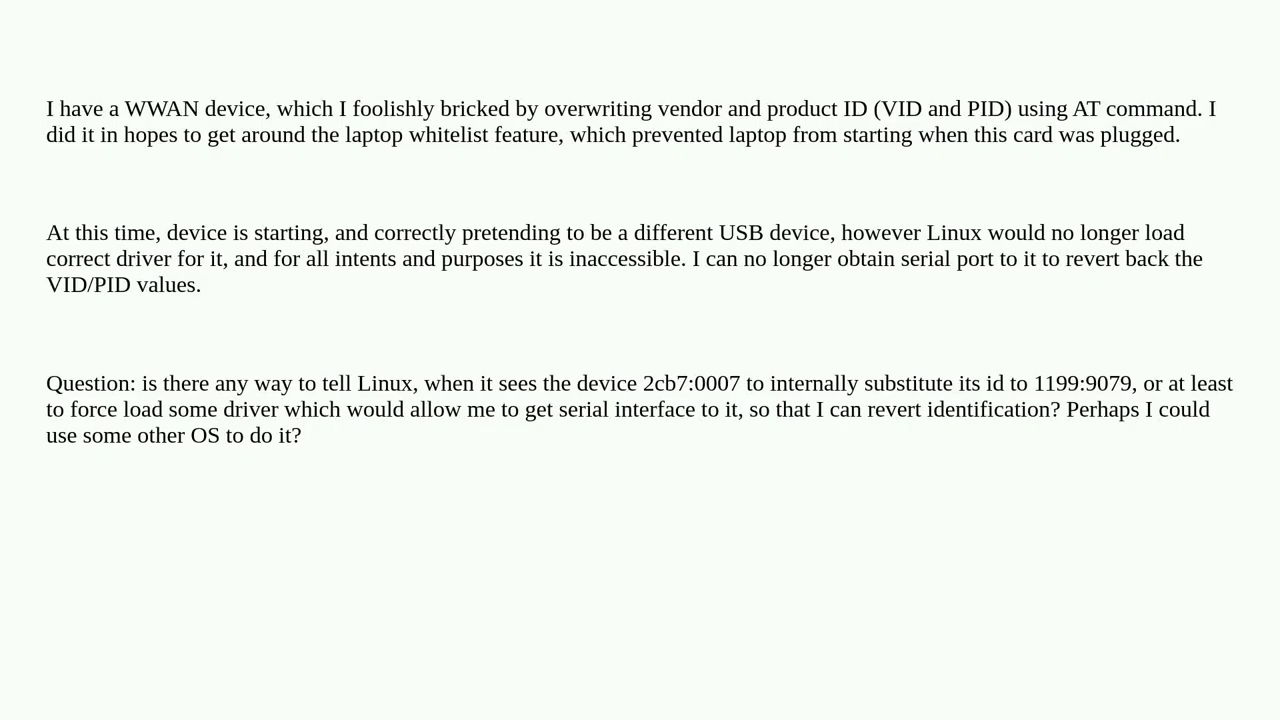 I have a WWAN device, which I foolishly bricked by overwriting vendor and product ID (VID and PID) using AT command. I
did it in hopes to get around the laptop whitelist feature, which prevented laptop from starting when this card was plugged.
At this time, device is starting, and correctly pretending to be a different USB device, however Linux would no longer load
correct driver for it, and for all intents and purposes it is inaccessible. I can no longer obtain serial port to it to revert back the
VID/PID values.
Question: is there any way to tell Linux, when it sees the device 2cb7:0007 to internally substitute its id to 1199:9079, or at least
to force load some driver which would allow me to get serial interface to it, so that I can revert identification? Perhaps I could
use some other OS to do it?